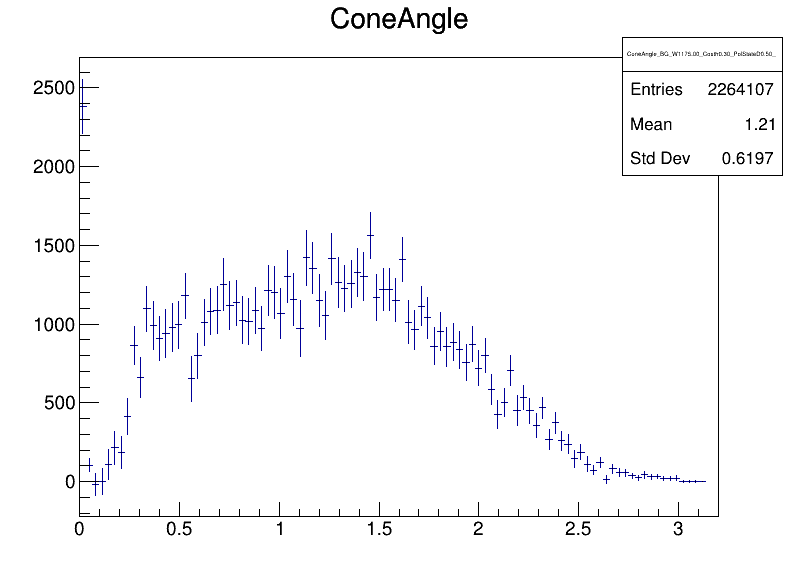 ConeAngle
ConeAngle_BG_W1175.00_Costh0.30_PolStateD0.50_
Entries 2264107
Mean 1.21
Std Dev 0.6197
2500
2000
1500
1000
500
0
0 0.5 1 1.5 2 2.5 3